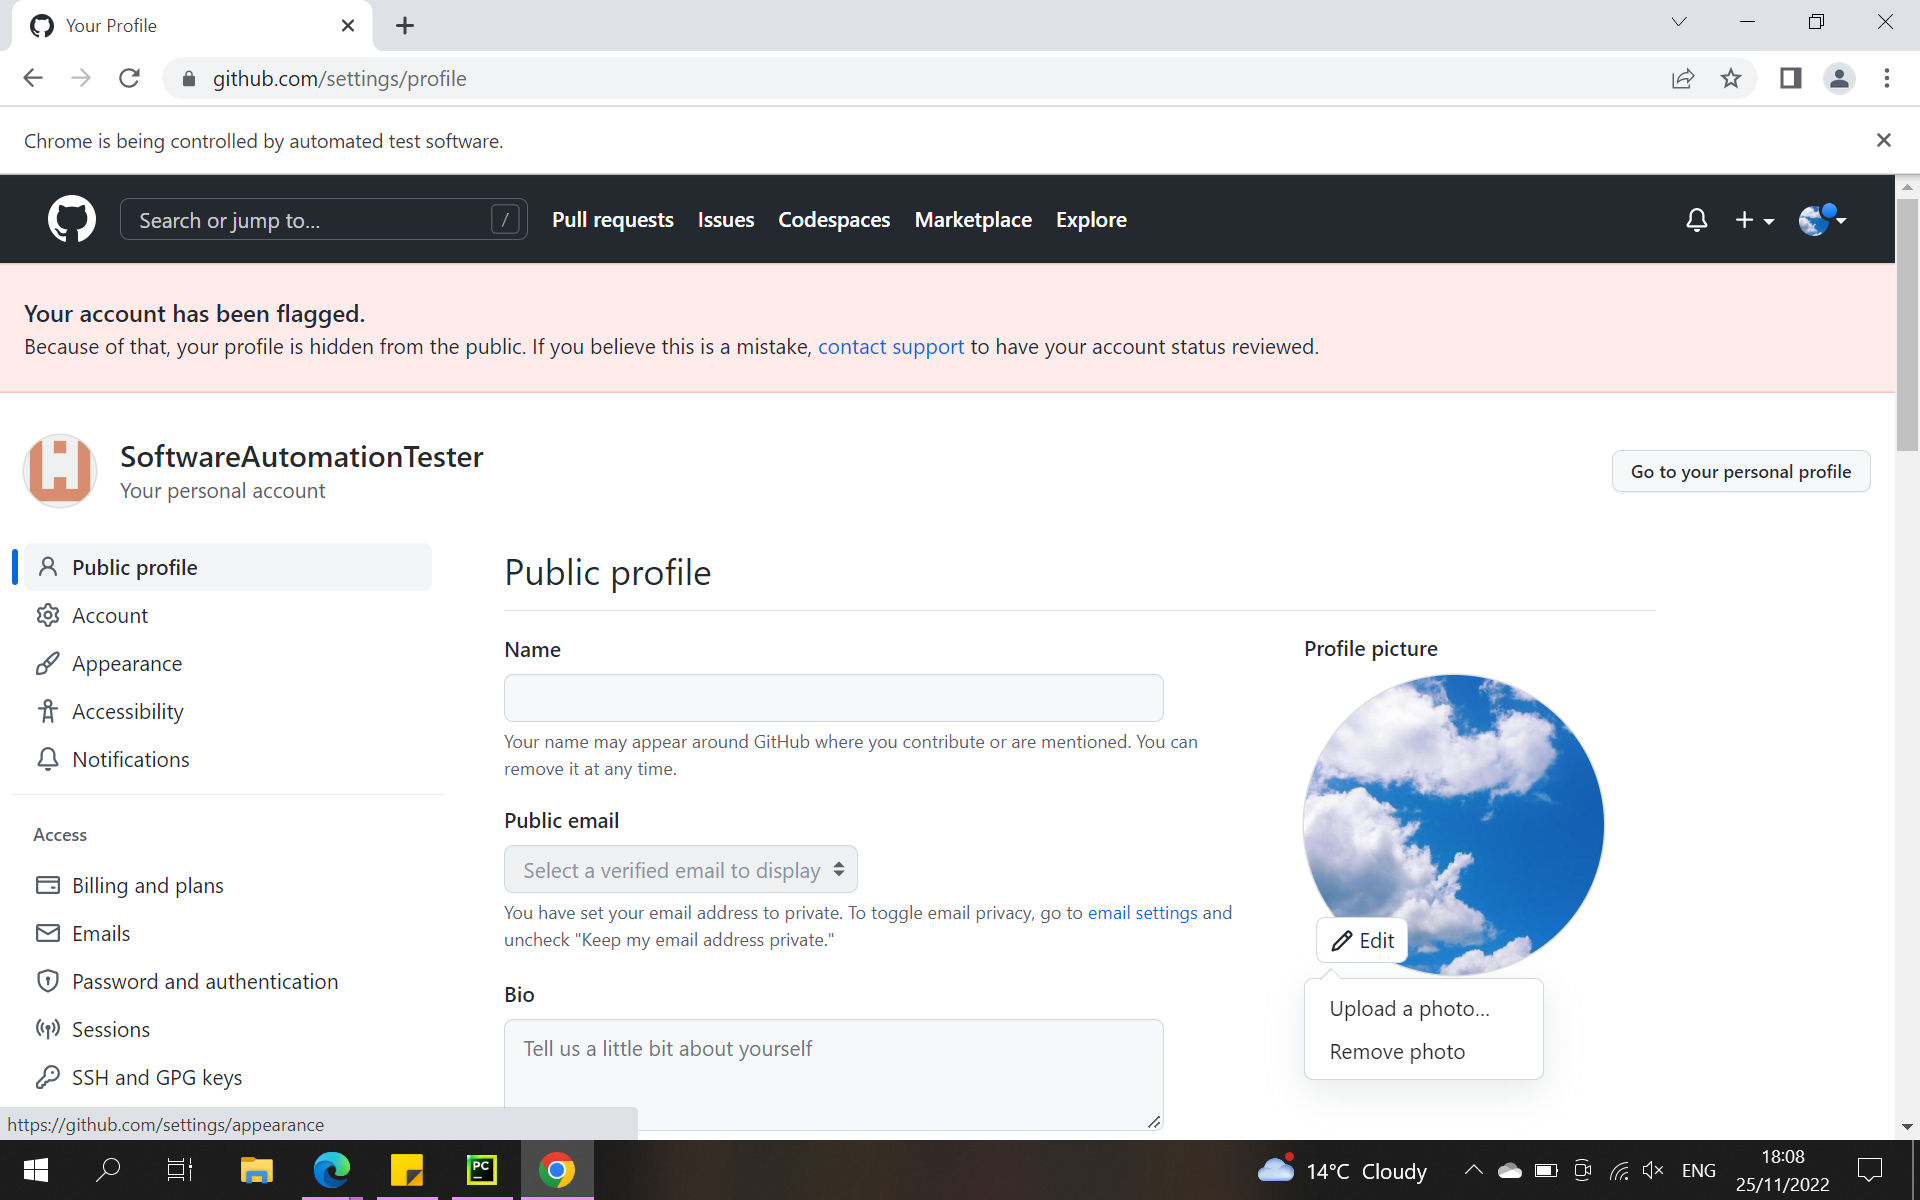 Your Profile
github.com/settings/profile
Chrome is being controlled by automated test software.
Search or jump to... /
Pull requests
Issues
Codespaces
Marketplace
Explore
Your account has been flagged.
Because of that, your profile is hidden from the public. If you believe this is a mistake, contact support to have your account status reviewed.
SoftwareAutomationTester
Your personal account
Go to your personal profile
Public profile
Account
Appearance
Accessibility
Notifications
Access
Billing and plans
Emails
Password and authentication
Sessions
SSH and GPG keys
Public profile
Name
Your name may appear around GitHub where you contribute or are mentioned. You can
remove it at any time.
Public email
Select a verified email to display
You have set your email address to private. To toggle email privacy, go to email settings and
uncheck "Keep my email address private."
Bio
Tell us a little bit about yourself
Profile picture
Edit
Upload a photo...
Remove photo
https://github.com/settings/appearance
PC
14°C Cloudy
ENG
18:08
25/11/2022